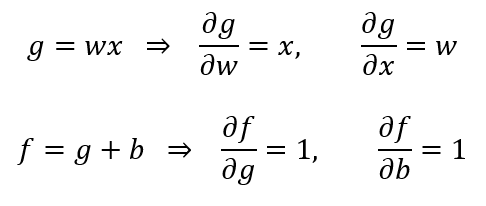 g = wx ⇒ ∂g/∂w = x, ∂g/∂x = w
f = g + b ⇒ ∂f/∂g = 1, ∂f/∂b = 1